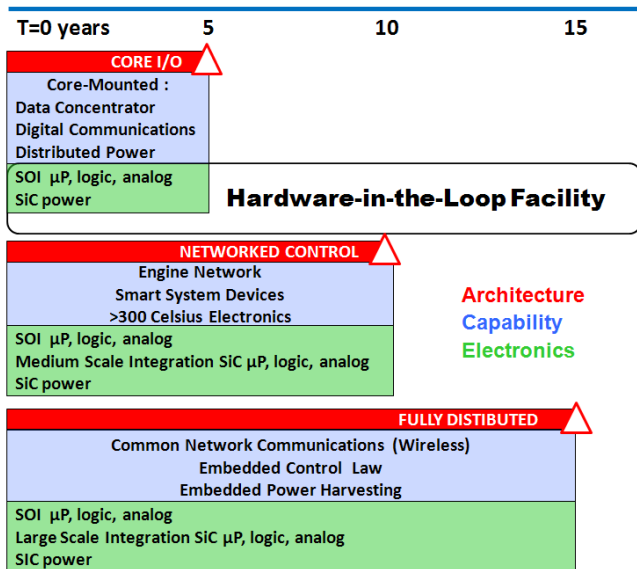 T=0 years 5 10 15
CORE I/O
Core-Mounted :
Data Concentrator
Digital Communications
Distributed Power
SOI µP, logic, analog
SiC power
Hardware-in-the-Loop Facility
NETWORKED CONTROL
Engine Network
Smart System Devices
>300 Celsius Electronics
SOI µP, logic, analog
Medium Scale Integration SiC µP, logic, analog
SiC power
Architecture
Capability
Electronics
FULLY DISTIBUTED
Common Network Communications (Wireless)
Embedded Control Law
Embedded Power Harvesting
SOI µP, logic, analog
Large Scale Integration SiC µP, logic, analog
SIC power